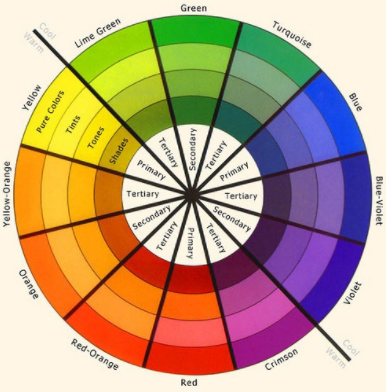 Green
Turquoise
Blue
Blue-Violet
Violet
Cool
Warm
Crimson
Red
Red-Orange
Orange
Yellow-Orange
Yellow
Cool
Warm
Lime Green
Pure Colors
Tints
Tones
Shades
Secondary
Tertiary
Primary
Tertiary
Secondary
Tertiary
Primary
Tertiary
Secondary
Tertiary
Primary
Tertiary